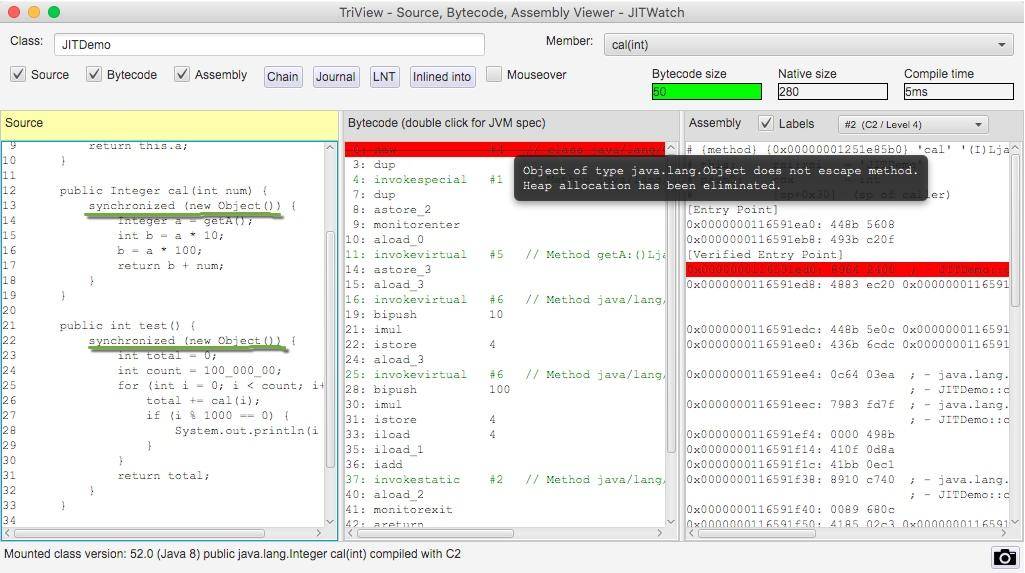 TriView - Source, Bytecode, Assembly Viewer - JITWatch
Class: JITDemo Member: cal(int)
Source Bytecode Assembly Chain Journal LNT Inlined into Mouseover
Bytecode size Native size Compile time
50 280 5ms
Source
9 return this.a;
10 }
11
12 public Integer cal(int num) {
13 synchronized (new Object()) {
14 Integer a = getA();
15 int b = a * 10;
16 b = a * 100;
17 return b + num;
18 }
19 }
20
21 public int test() {
22 synchronized (new Object()) {
23 int total = 0;
24 int count = 100_000_00;
25 for (int i = 0; i < count; i+
26 total += cal(i);
27 if (i % 1000 == 0) {
28 System.out.println(i
29 }
30 }
31 return total;
32 }
33 }
34
Bytecode (double click for JVM spec)
0: new #4 // class java/lang/
3: dup
4: invokespecial #1
7: dup
8: astore_2
9: monitorenter
10: aload_0
11: invokevirtual #5 // Method getA:()Lja
14: astore_3
15: aload_3
16: invokevirtual #6 // Method java/lang/
19: bipush 10
21: imul
22: istore 4
24: aload_3
25: invokevirtual #6 // Method java/lang/
28: bipush 100
30: imul
31: istore 4
33: iload 4
35: iload_1
36: iadd
37: invokestatic #2 // Method java/lang/
40: aload_2
41: monitorexit
42: areturn
Object of type java.lang.Object does not escape method.
Heap allocation has been eliminated.
Assembly Labels #2 (C2 / Level 4)
# {method} {0x00000001251e85b0} 'cal' '(I)Lja
[sp+0x30] (sp of caller)
[Entry Point]
0x0000000116591ea0: 448b 5608
0x0000000116591eb8: 493b c20f
[Verified Entry Point]
0x0000000116591ed0: 8984 2400 ; - JITDemo::c
0x0000000116591ed8: 4883 ec20 0x0000000116591
0x0000000116591edc: 448b 5e0c 0x0000000116591
0x0000000116591ee0: 436b 6cdc 0x0000000116591
0x0000000116591ee4: 0c64 03ea ; - java.lang.
; - JITDemo::c
0x0000000116591eec: 7983 fd7f ; - java.lang.
; - JITDemo::c
0x0000000116591ef4: 0000 498b
0x0000000116591f14: 410f 0d8a
0x0000000116591f1c: 41bb 0ec1
0x0000000116591f38: 8910 c740 ; - java.lang.
; - JITDemo::c
0x0000000116591f40: 0089 680c
0x0000000116591f50: 4185 02c3 0x0000000116591
Mounted class version: 52.0 (Java 8) public java.lang.Integer cal(int) compiled with C2